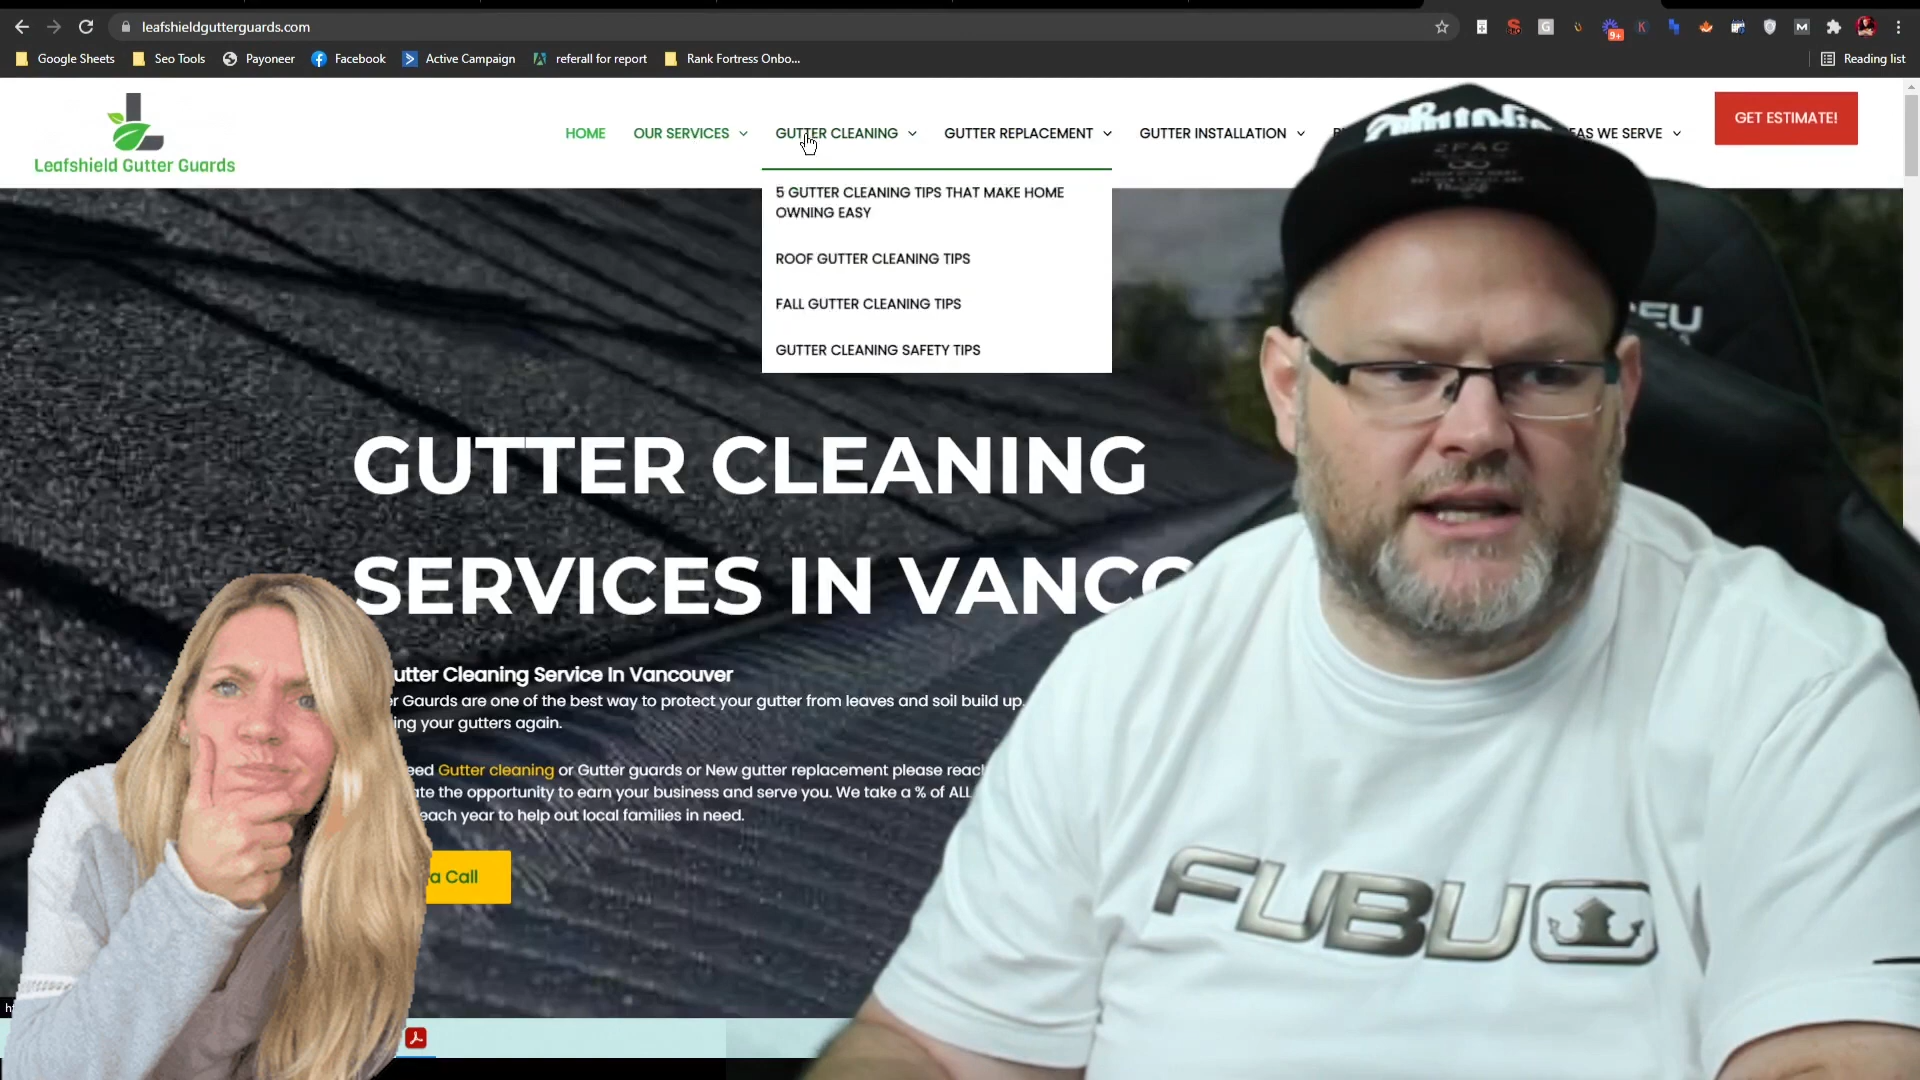 leafshieldgutterguards.com
9+
Google Sheets Seo Tools Payoneer Facebook Active Campaign referall for report Rank Fortress Onbo... Reading list
Leafshield Gutter Guards
HOME OUR SERVICES GUTTER CLEANING GUTTER REPLACEMENT GUTTER INSTALLATION EAS WE SERVE
GET ESTIMATE!
5 GUTTER CLEANING TIPS THAT MAKE HOME
OWNING EASY
ROOF GUTTER CLEANING TIPS
FALL GUTTER CLEANING TIPS
GUTTER CLEANING SAFETY TIPS
2PAC
GUTTER CLEANING
SERVICES IN VANCO
utter Cleaning Service In Vancouver
er Gaurds are one of the best way to protect your gutter from leaves and soil build up,
ing your gutters again.
eed Gutter cleaning or Gutter guards or New gutter replacement please reach
ate the opportunity to earn your business and serve you. We take a % of ALL
each year to help out local families in need.
a Call
FUBU